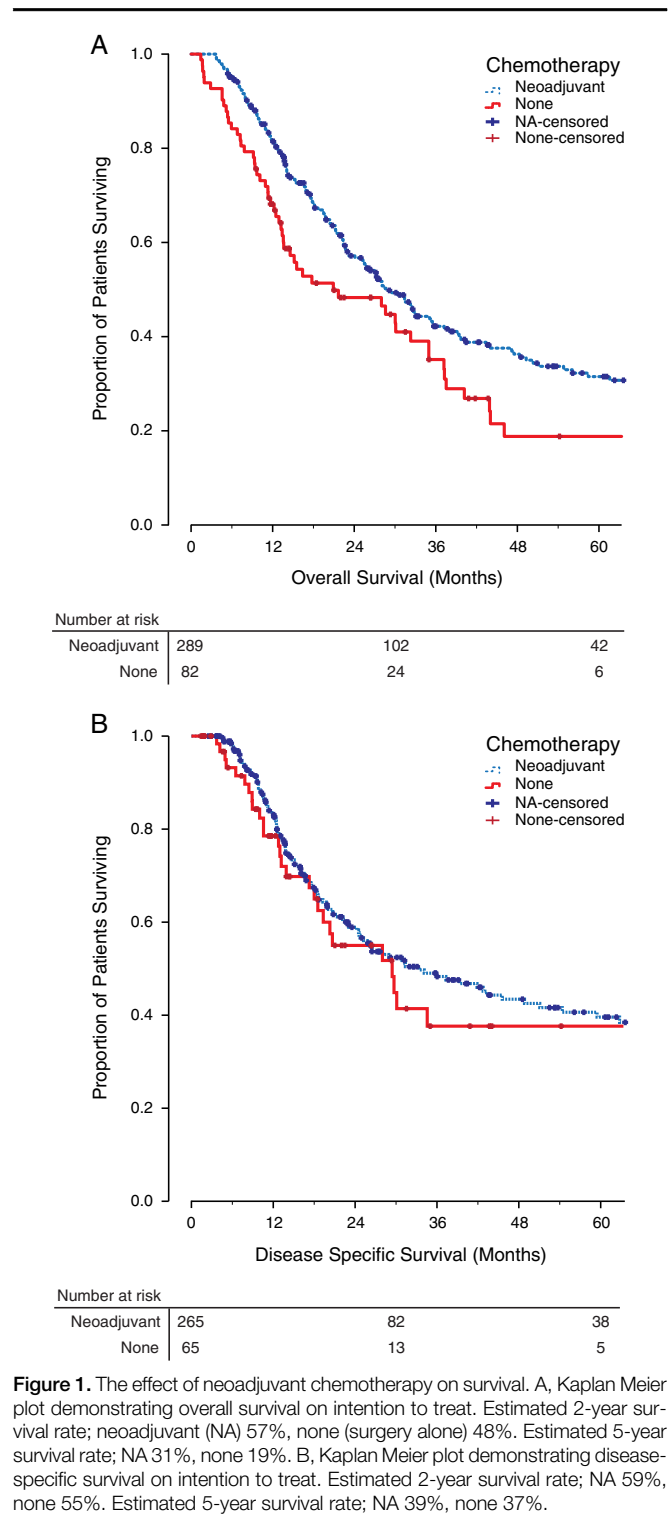 A
1.0
0.8
0.6
0.4
0.2
0.0
Proportion of Patients Surviving
Chemotherapy
Neoadjuvant
None
NA-censored
None-censored
0 12 24 36 48 60
Overall Survival (Months)
Number at risk
Neoadjuvant 289 102 42
None 82 24 6
B
1.0
0.8
0.6
0.4
0.2
0.0
Proportion of Patients Surviving
Chemotherapy
Neoadjuvant
None
NA-censored
None-censored
0 12 24 36 48 60
Disease Specific Survival (Months)
Number at risk
Neoadjuvant 265 82 38
None 65 13 5
Figure 1. The effect of neoadjuvant chemotherapy on survival. A, Kaplan Meier
plot demonstrating overall survival on intention to treat. Estimated 2-year sur-
vival rate; neoadjuvant (NA) 57%, none (surgery alone) 48%. Estimated 5-year
survival rate; NA 31%, none 19%. B, Kaplan Meier plot demonstrating disease-
specific survival on intention to treat. Estimated 2-year survival rate; NA 59%,
none 55%. Estimated 5-year survival rate; NA 39%, none 37%.